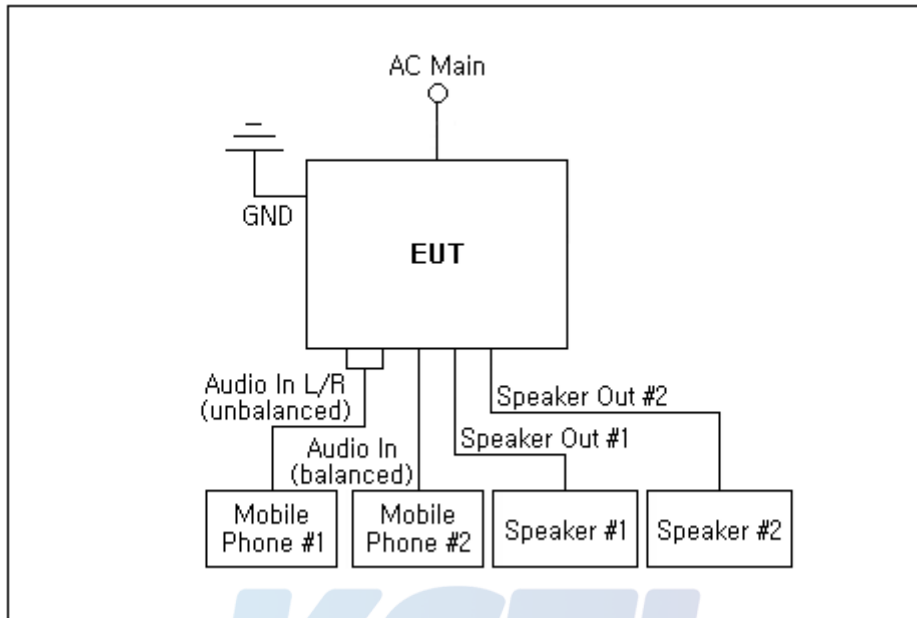 AC Main
GND
EUT
Audio In L/R
(unbalanced)
Audio In
(balanced)
Speaker Out #2
Speaker Out #1
Mobile
Phone #1
Mobile
Phone #2
Speaker #1
Speaker #2